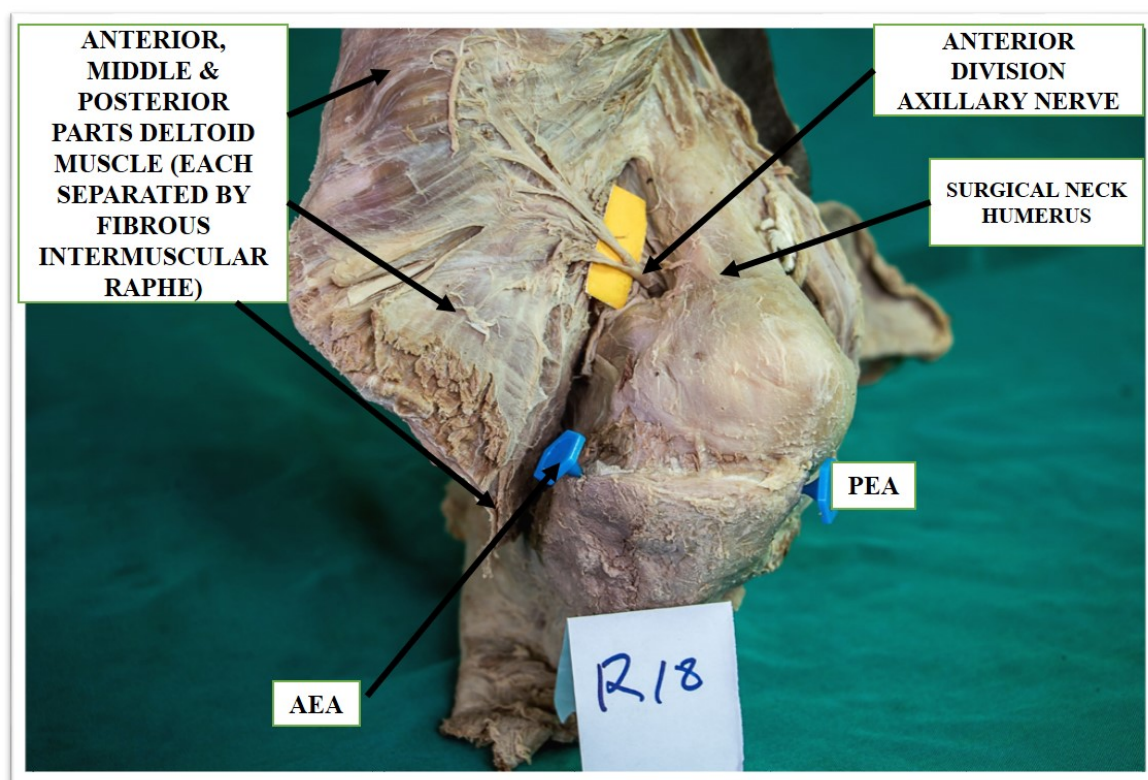 ANTERIOR,
MIDDLE &
POSTERIOR
PARTS DELTOID
MUSCLE (EACH
SEPARATED BY
FIBROUS
INTERMUSCULAR
RAPHE)
ANTERIOR
DIVISION
AXILLARY NERVE
SURGICAL NECK
HUMERUS
PEA
AEA
R18